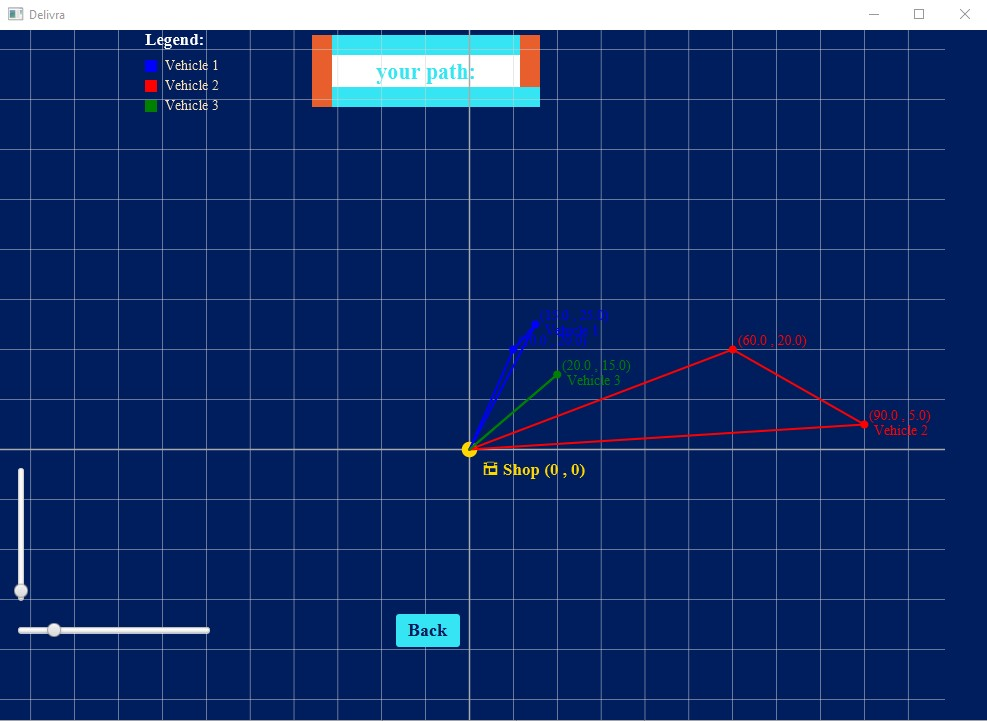 Delivra
Legend:
Vehicle 1
Vehicle 2
Vehicle 3
your path:
(60.0 , 20.0)
(20.0 , 15.0)
Vehicle 3
(90.0 , 5.0)
Vehicle 2
Shop (0 , 0)
Back